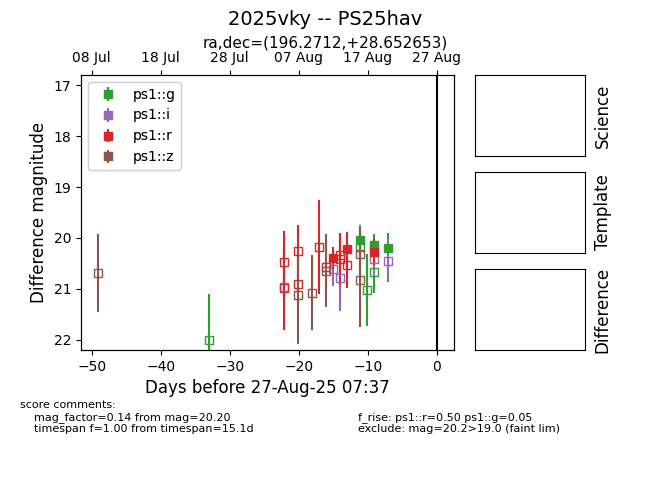 2025vky -- PS25hav
ra,dec=(196.2712,+28.652653)
08 Jul 18 Jul 28 Jul 07 Aug 17 Aug 27 Aug
17
18
19
20
21
22
Difference magnitude
ps1::g
ps1::i
ps1::r
ps1::z
Science
Template
Difference
−50 −40 −30 −20 −10 0
Days before 27-Aug-25 07:37
score comments:
mag_factor=0.14 from mag=20.20
timespan f=1.00 from timespan=15.1d
f_rise: ps1::r=0.50 ps1::g=0.05
exclude: mag=20.2>19.0 (faint lim)